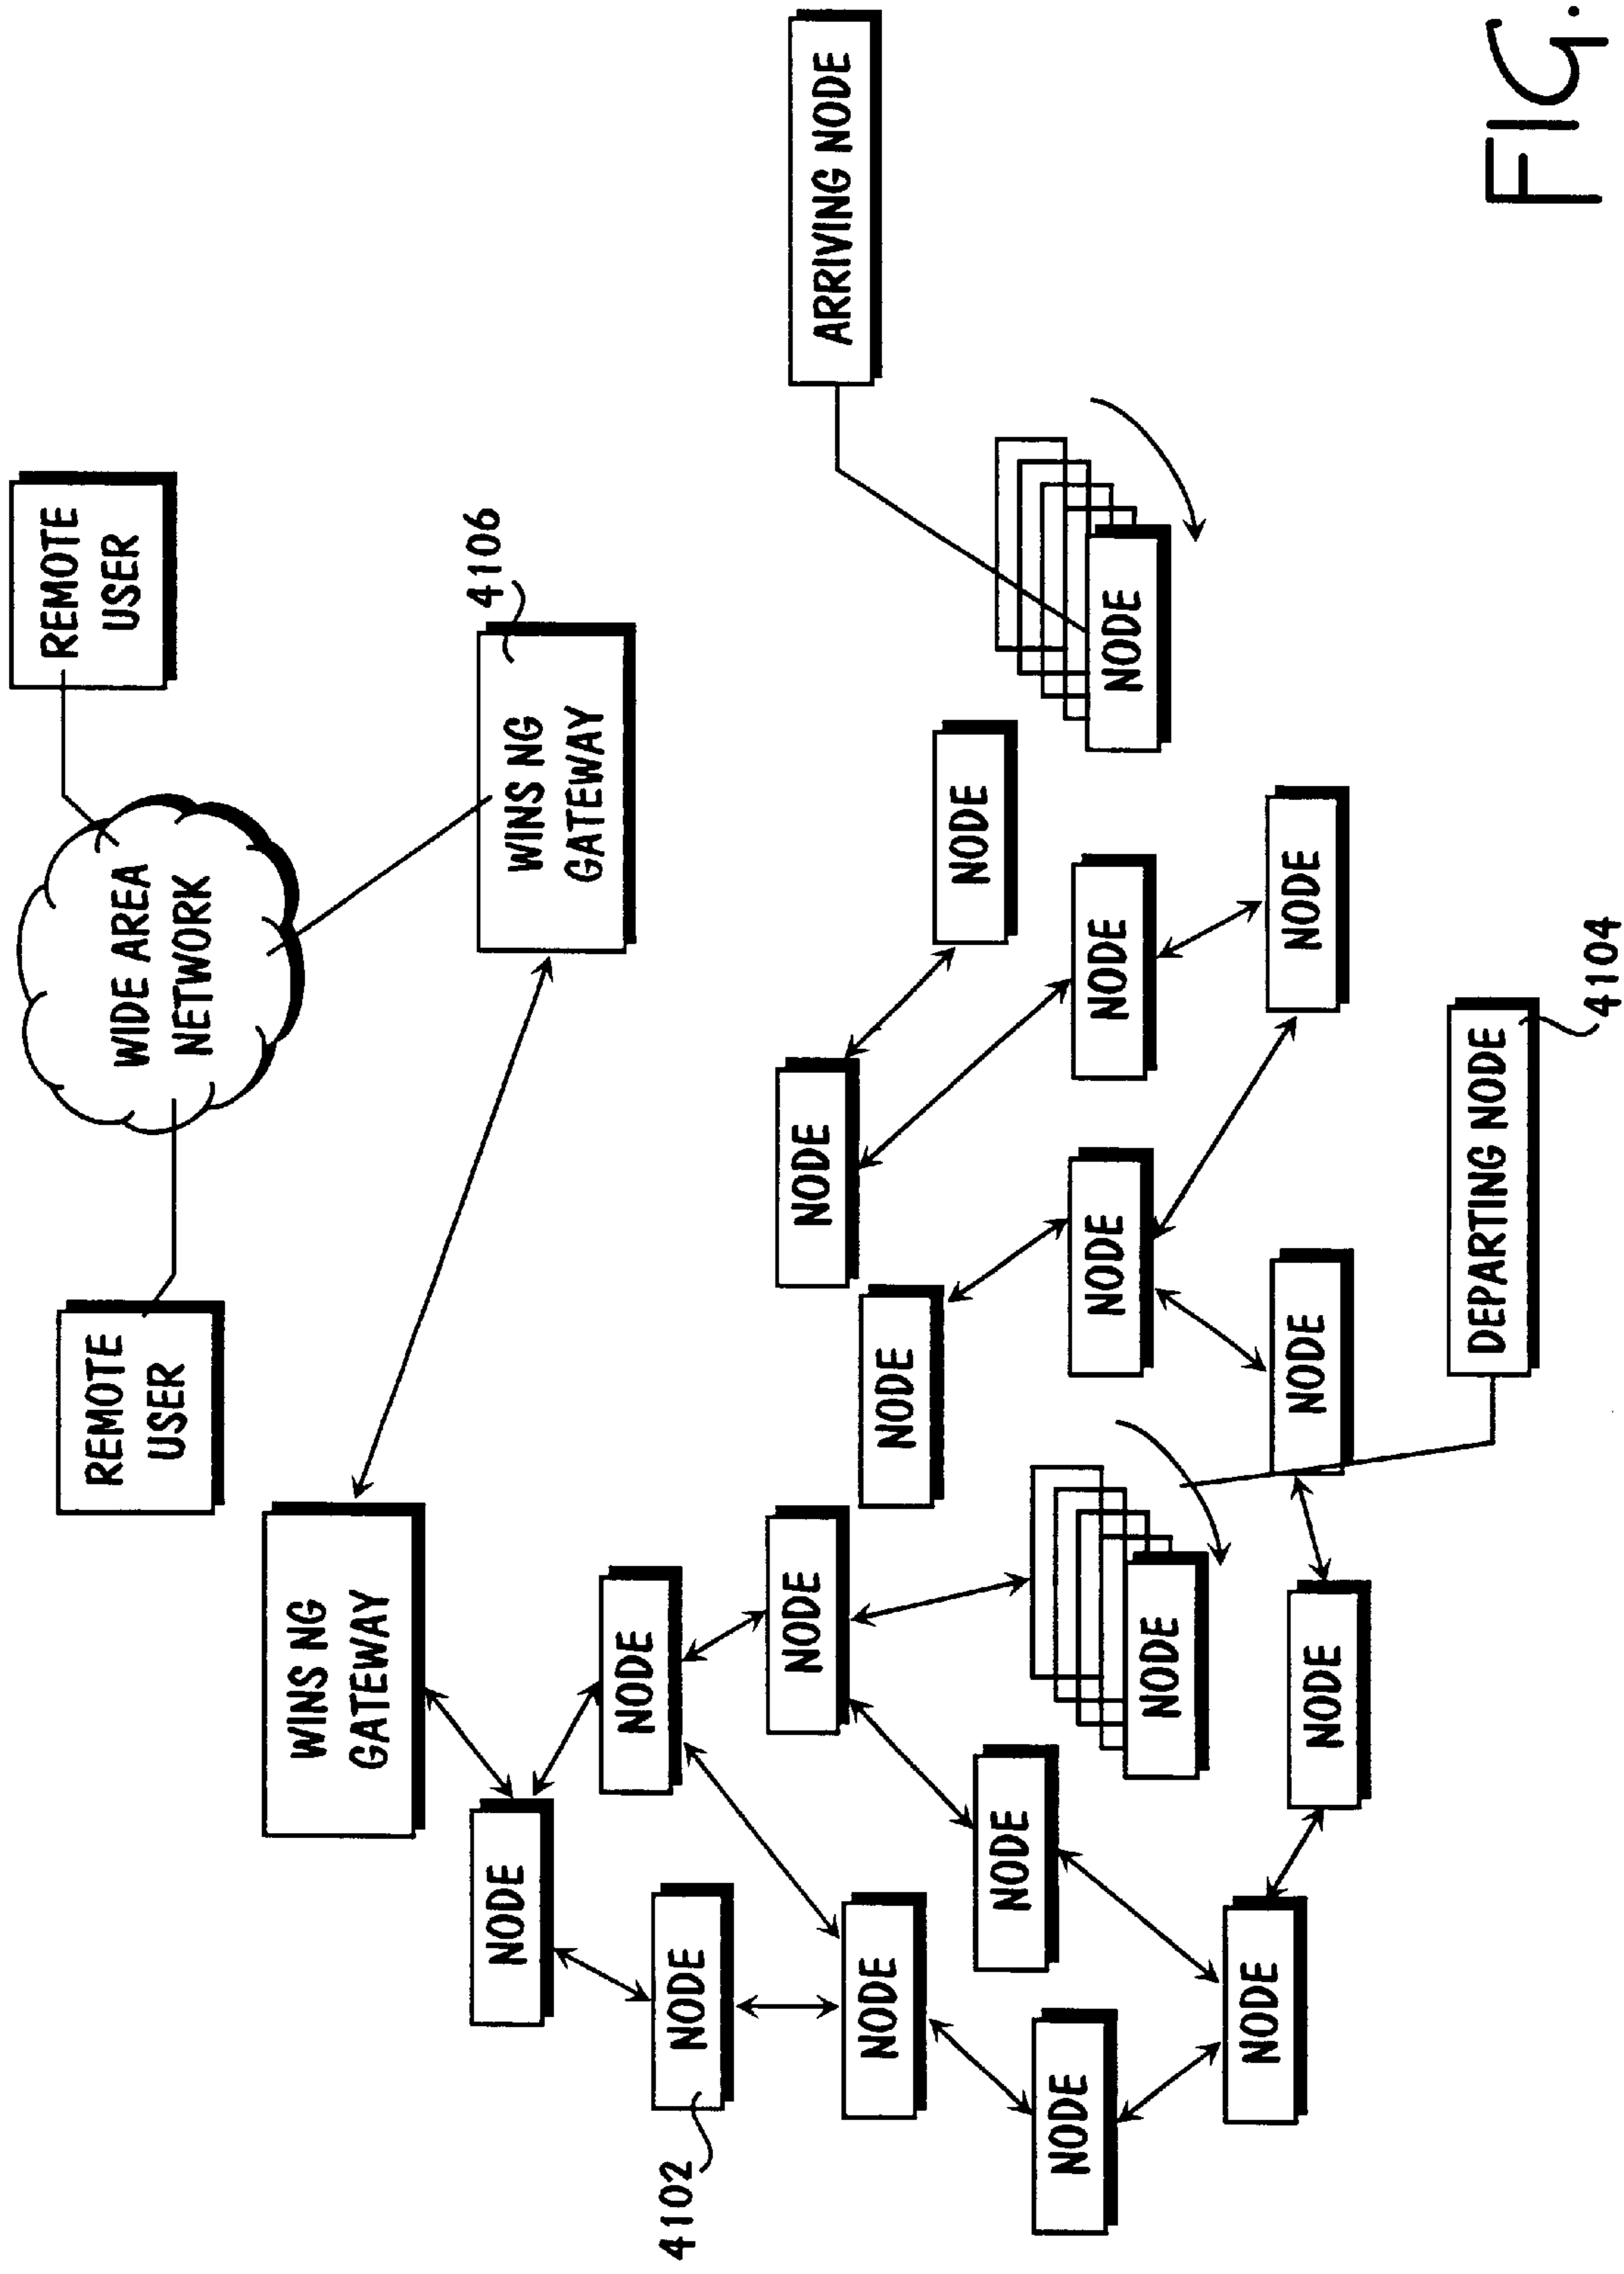 REMOTE
USER
WIDE AREA
NETWORK
REMOTE
USER
WINS NG
GATEWAY
4106
WINS NG
GATEWAY
NODE
NODE
4102
NODE
NODE
NODE
ARRIVING NODE
NODE
NODE
NODE
NODE
NODE
NODE
NODE
NODE
NODE
NODE
NODE
NODE
NODE
DEPARTING NODE
4104
FIG.